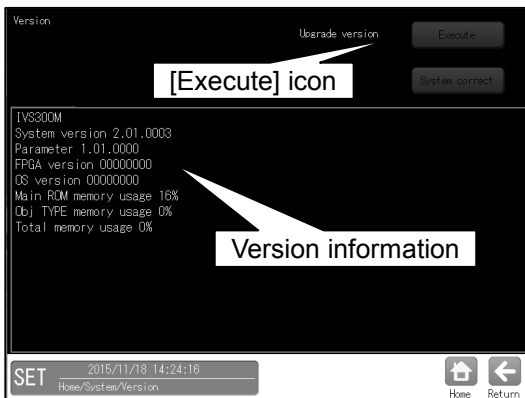 Version
Upgrade version
Execute
[Execute] icon
System correct
IVS300M
System version 2.01.0003
Parameter 1.01.0000
FPGA version 00000000
OS version 00000000
Main ROM memory usage 16%
Obj TYPE memory usage 0%
Total memory usage 0%
Version information
SET
2015/11/18 14:24:16
Home/System/Version
Home
Return